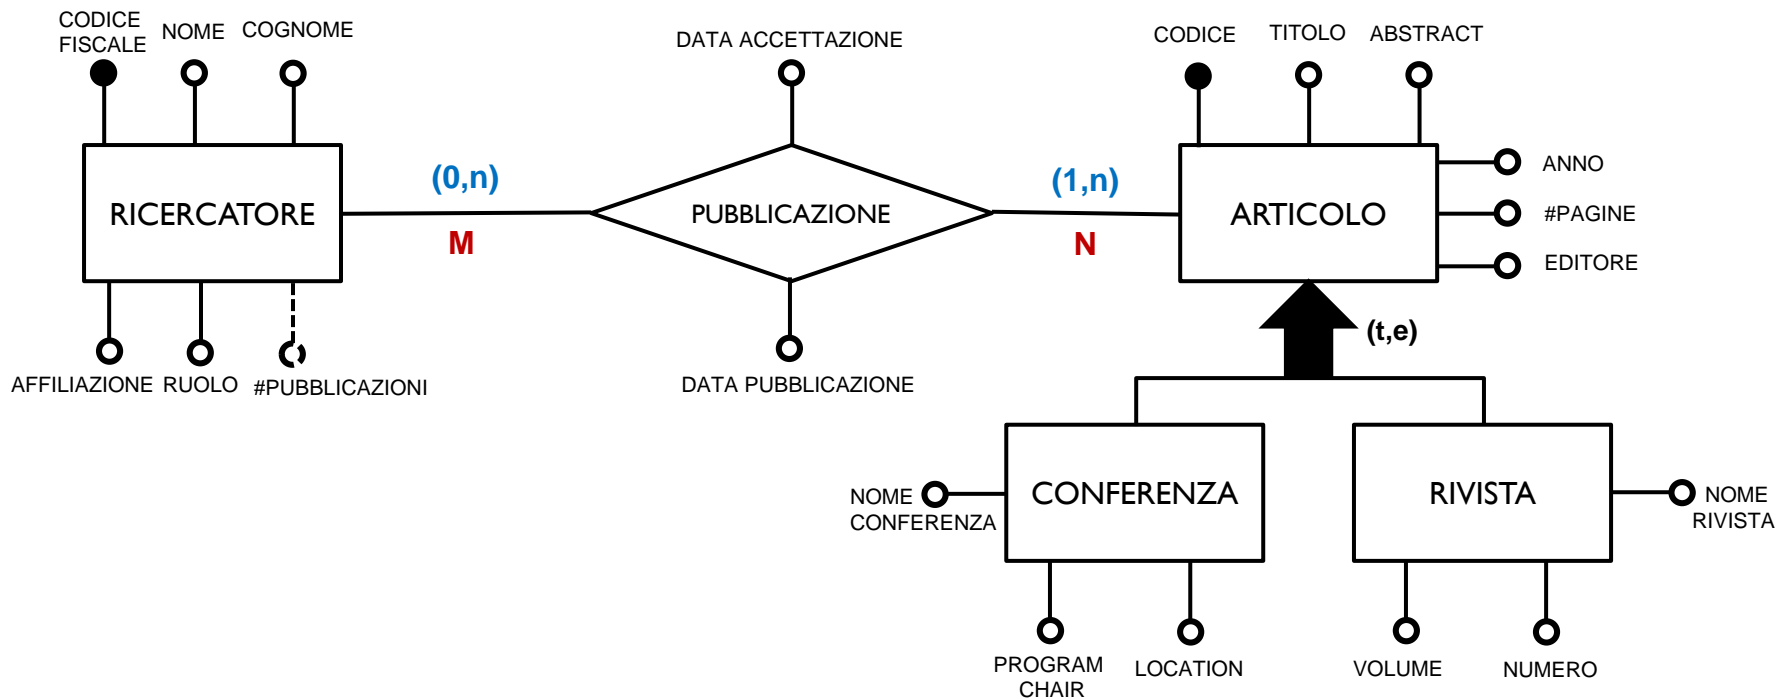 CODICE
FISCALE
NOME
COGNOME
DATA ACCETTAZIONE
CODICE
TITOLO
ABSTRACT
RICERCATORE
(0,n)
M
PUBBLICAZIONE
(1,n)
N
ARTICOLO
ANNO
#PAGINE
EDITORE
AFFILIAZIONE
RUOLO
#PUBBLICAZIONI
DATA PUBBLICAZIONE
(t,e)
NOME
CONFERENZA
CONFERENZA
RIVISTA
NOME
RIVISTA
PROGRAM
CHAIR
LOCATION
VOLUME
NUMERO